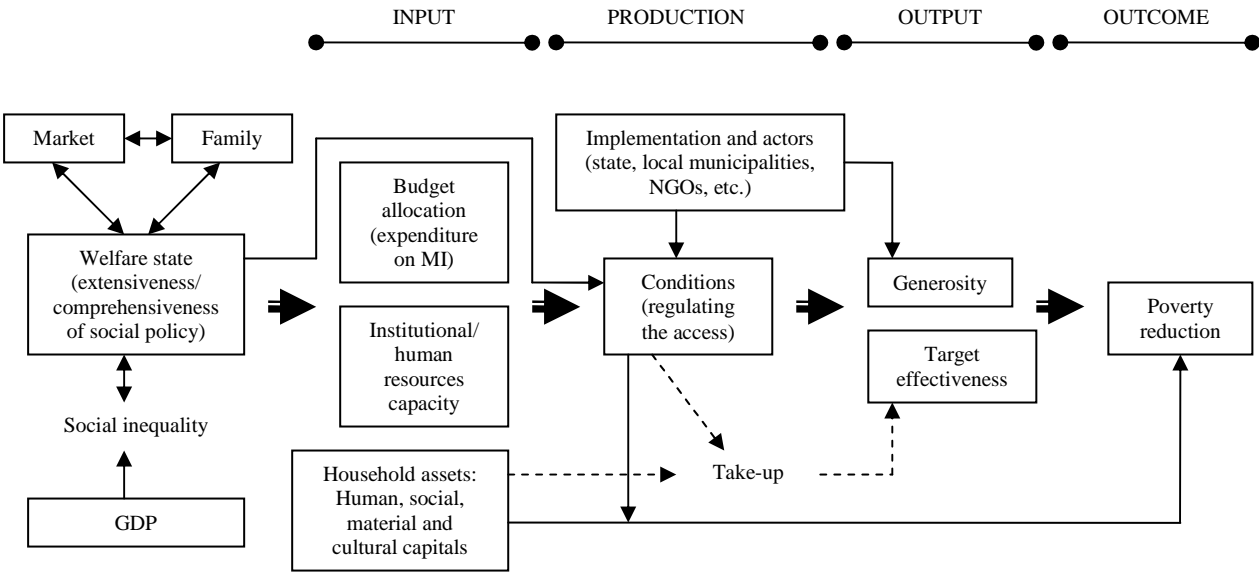 INPUT
PRODUCTION
OUTPUT
OUTCOME
Market
Family
Welfare state
(extensiveness/
comprehensiveness
of social policy)
Social inequality
GDP
Budget
allocation
(expenditure
on MI)
Institutional/
human
resources
capacity
Household assets:
Human, social,
material and
cultural capitals
Implementation and actors
(state, local municipalities,
NGOs, etc.)
Conditions
(regulating
the access)
Take-up
Generosity
Target
effectiveness
Poverty
reduction